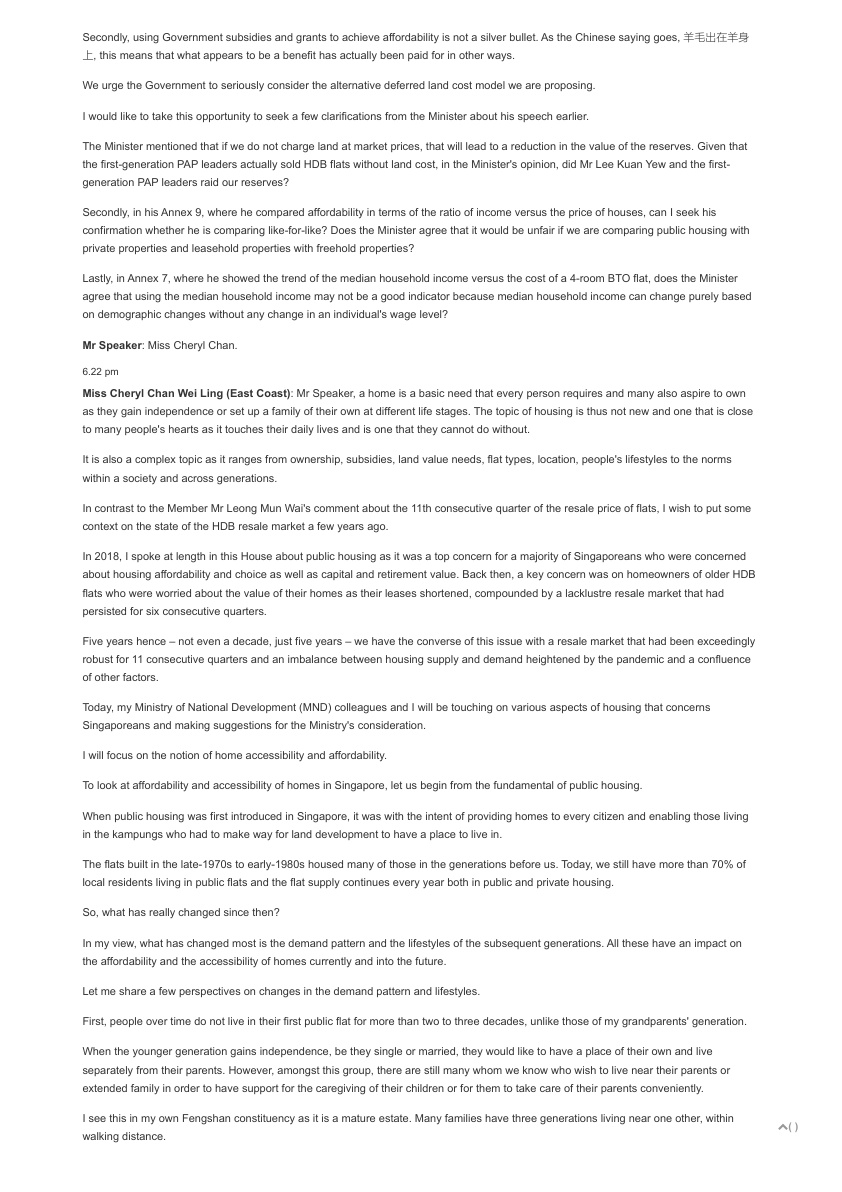 Secondly, using Government subsidies and grants to achieve affordability is not a silver bullet. As the Chinese saying goes, 羊毛出在羊身
上, this means that what appears to be a benefit has actually been paid for in other ways.
We urge the Government to seriously consider the alternative deferred land cost model we are proposing.
I would like to take this opportunity to seek a few clarifications from the Minister about his speech earlier.
The Minister mentioned that if we do not charge land at market prices, that will lead to a reduction in the value of the reserves. Given that
the first-generation PAP leaders actually sold HDB flats without land cost, in the Minister's opinion, did Mr Lee Kuan Yew and the first-
generation PAP leaders raid our reserves?
Secondly, in his Annex 9, where he compared affordability in terms of the ratio of income versus the price of houses, can I seek his
confirmation whether he is comparing like-for-like? Does the Minister agree that it would be unfair if we are comparing public housing with
private properties and leasehold properties with freehold properties?
Lastly, in Annex 7, where he showed the trend of the median household income versus the cost of a 4-room BTO flat, does the Minister
agree that using the median household income may not be a good indicator because median household income can change purely based
on demographic changes without any change in an individual's wage level?
Mr Speaker: Miss Cheryl Chan.
6.22 pm
Miss Cheryl Chan Wei Ling (East Coast): Mr Speaker, a home is a basic need that every person requires and many also aspire to own
as they gain independence or set up a family of their own at different life stages. The topic of housing is thus not new and one that is close
to many people's hearts as it touches their daily lives and is one that they cannot do without.
It is also a complex topic as it ranges from ownership, subsidies, land value needs, flat types, location, people's lifestyles to the norms
within a society and across generations.
In contrast to the Member Mr Leong Mun Wai's comment about the 11th consecutive quarter of the resale price of flats, I wish to put some
context on the state of the HDB resale market a few years ago.
In 2018, I spoke at length in this House about public housing as it was a top concern for a majority of Singaporeans who were concerned
about housing affordability and choice as well as capital and retirement value. Back then, a key concern was on homeowners of older HDB
flats who were worried about the value of their homes as their leases shortened, compounded by a lacklustre resale market that had
persisted for six consecutive quarters.
Five years hence – not even a decade, just five years – we have the converse of this issue with a resale market that had been exceedingly
robust for 11 consecutive quarters and an imbalance between housing supply and demand heightened by the pandemic and a confluence
of other factors.
Today, my Ministry of National Development (MND) colleagues and I will be touching on various aspects of housing that concerns
Singaporeans and making suggestions for the Ministry's consideration.
I will focus on the notion of home accessibility and affordability.
To look at affordability and accessibility of homes in Singapore, let us begin from the fundamental of public housing.
When public housing was first introduced in Singapore, it was with the intent of providing homes to every citizen and enabling those living
in the kampungs who had to make way for land development to have a place to live in.
The flats built in the late-1970s to early-1980s housed many of those in the generations before us. Today, we still have more than 70% of
local residents living in public flats and the flat supply continues every year both in public and private housing.
So, what has really changed since then?
In my view, what has changed most is the demand pattern and the lifestyles of the subsequent generations. All these have an impact on
the affordability and the accessibility of homes currently and into the future.
Let me share a few perspectives on changes in the demand pattern and lifestyles.
First, people over time do not live in their first public flat for more than two to three decades, unlike those of my grandparents' generation.
When the younger generation gains independence, be they single or married, they would like to have a place of their own and live
separately from their parents. However, amongst this group, there are still many whom we know who wish to live near their parents or
extended family in order to have support for the caregiving of their children or for them to take care of their parents conveniently.
I see this in my own Fengshan constituency as it is a mature estate. Many families have three generations living near one other, within
walking distance.
( )